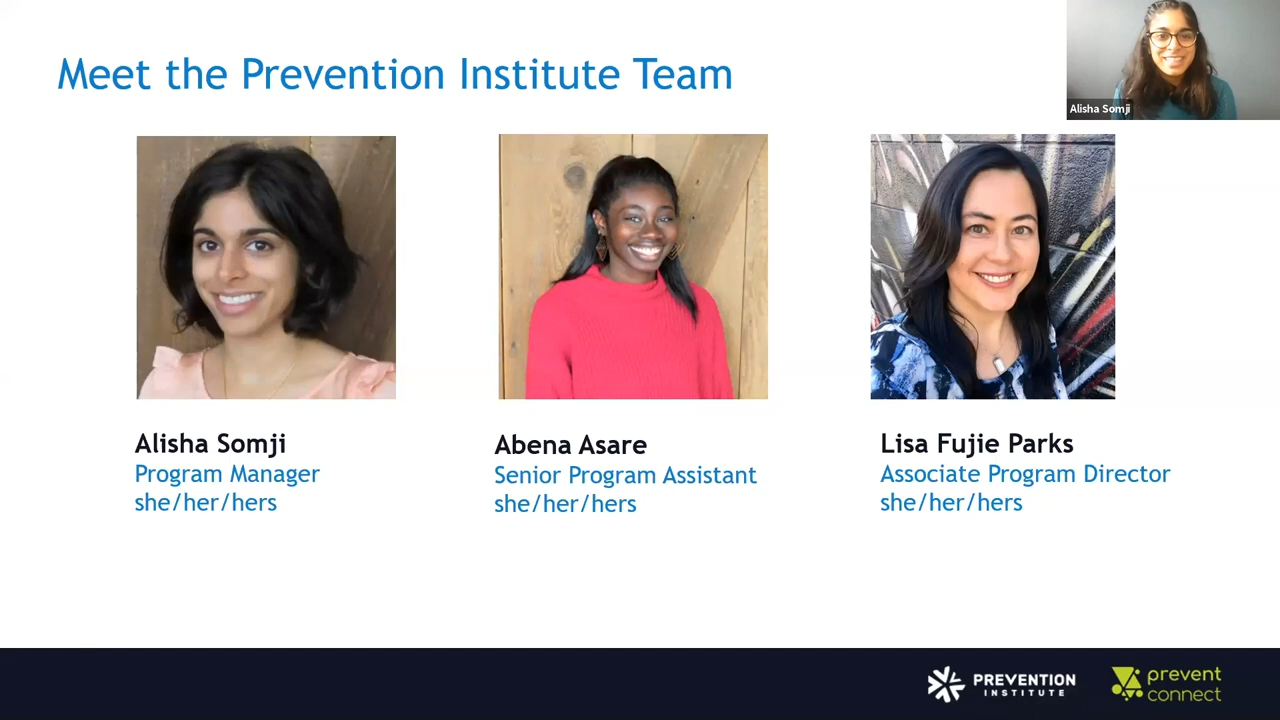 Meet the Prevention Institute Team
Alisha Somji
Alisha Somji
Program Manager
she/her/hers
Abena Asare
Senior Program Assistant
she/her/hers
Lisa Fujie Parks
Associate Program Director
she/her/hers
PREVENTION
INSTITUTE
prevent
connect